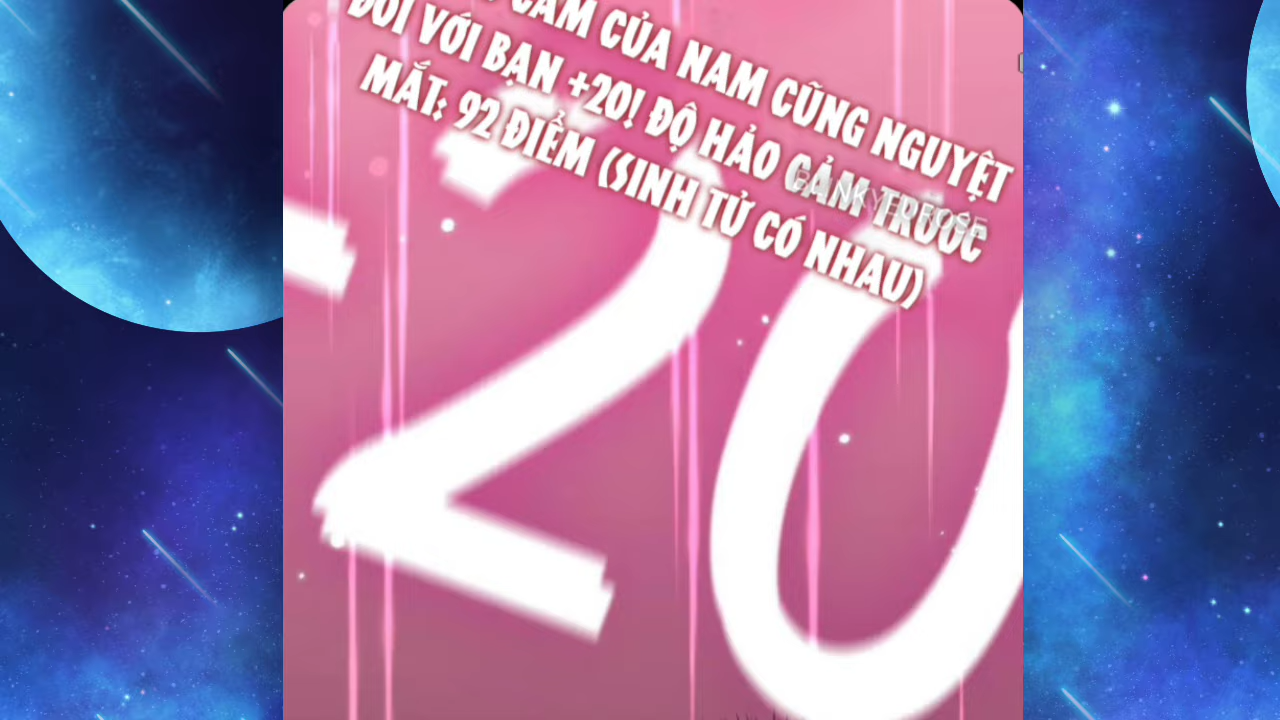 CẢM CỦA NAM CŨNG NGUYỆT
ĐỐI VỚI BẠN +20! ĐỘ HẢO CẢM TRƯỚC
MẮT: 92 ĐIỂM (SINH TỬ CÓ NHAU)
+20